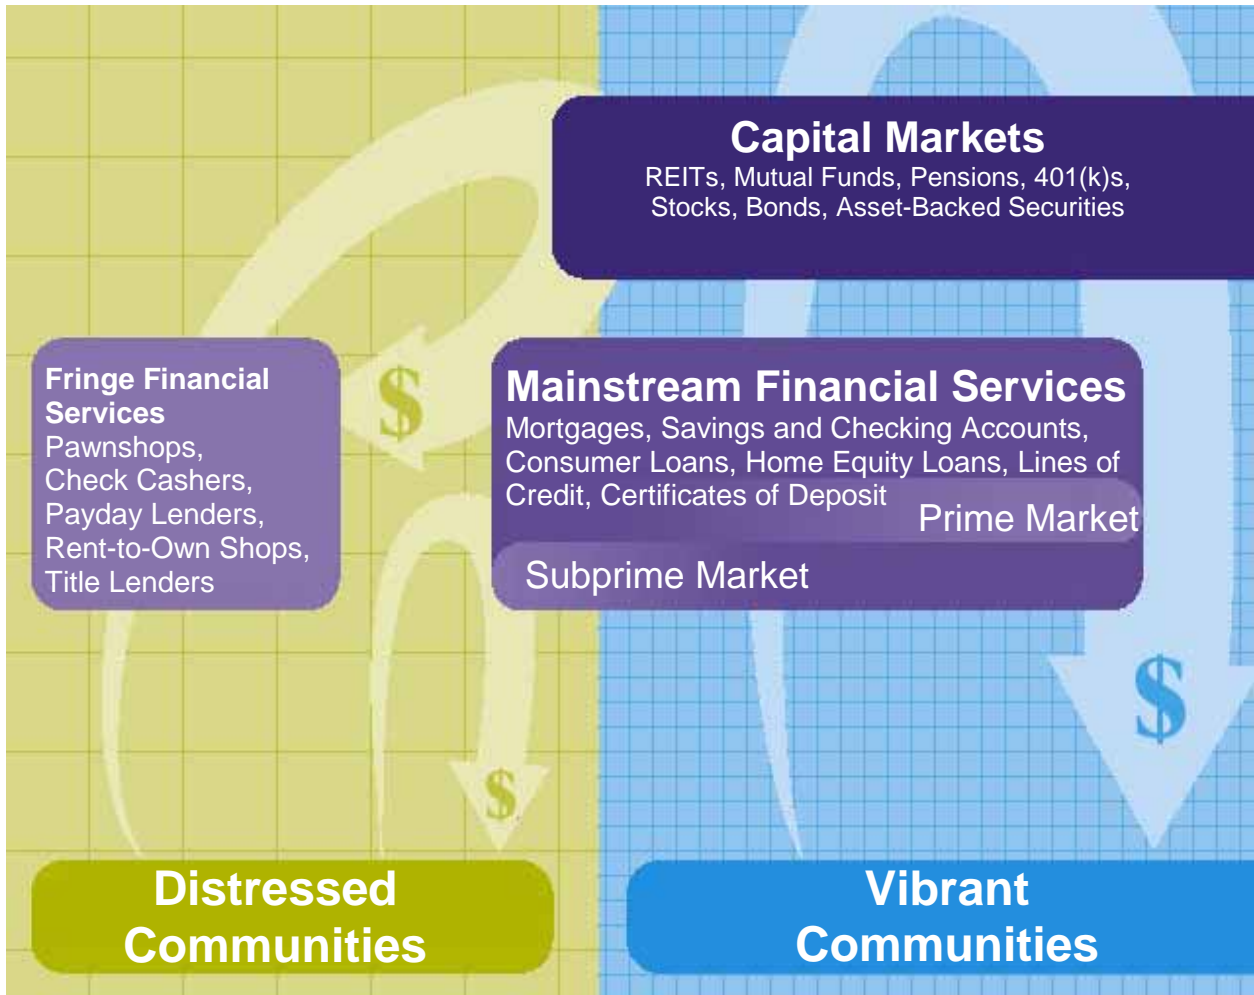 Capital Markets
REITs, Mutual Funds, Pensions, 401(k)s,
Stocks, Bonds, Asset-Backed Securities
Fringe Financial
Services
Pawnshops,
Check Cashers,
Payday Lenders,
Rent-to-Own Shops,
Title Lenders
$
Mainstream Financial Services
Mortgages, Savings and Checking Accounts,
Consumer Loans, Home Equity Loans, Lines of
Credit, Certificates of Deposit
Prime Market
Subprime Market
$
$
Distressed
Communities
Vibrant
Communities